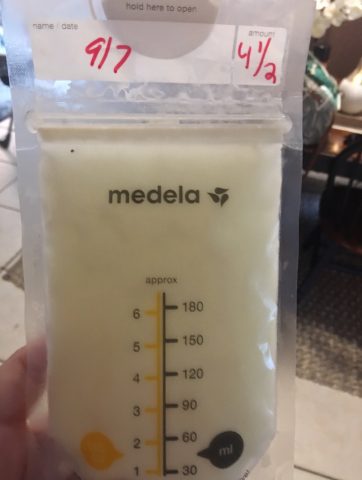 hold here to open
name / date
amount
9/7
4 1/2
medela
approx
6 180
5 150
4 120
3 90
2 60
ml
1 30